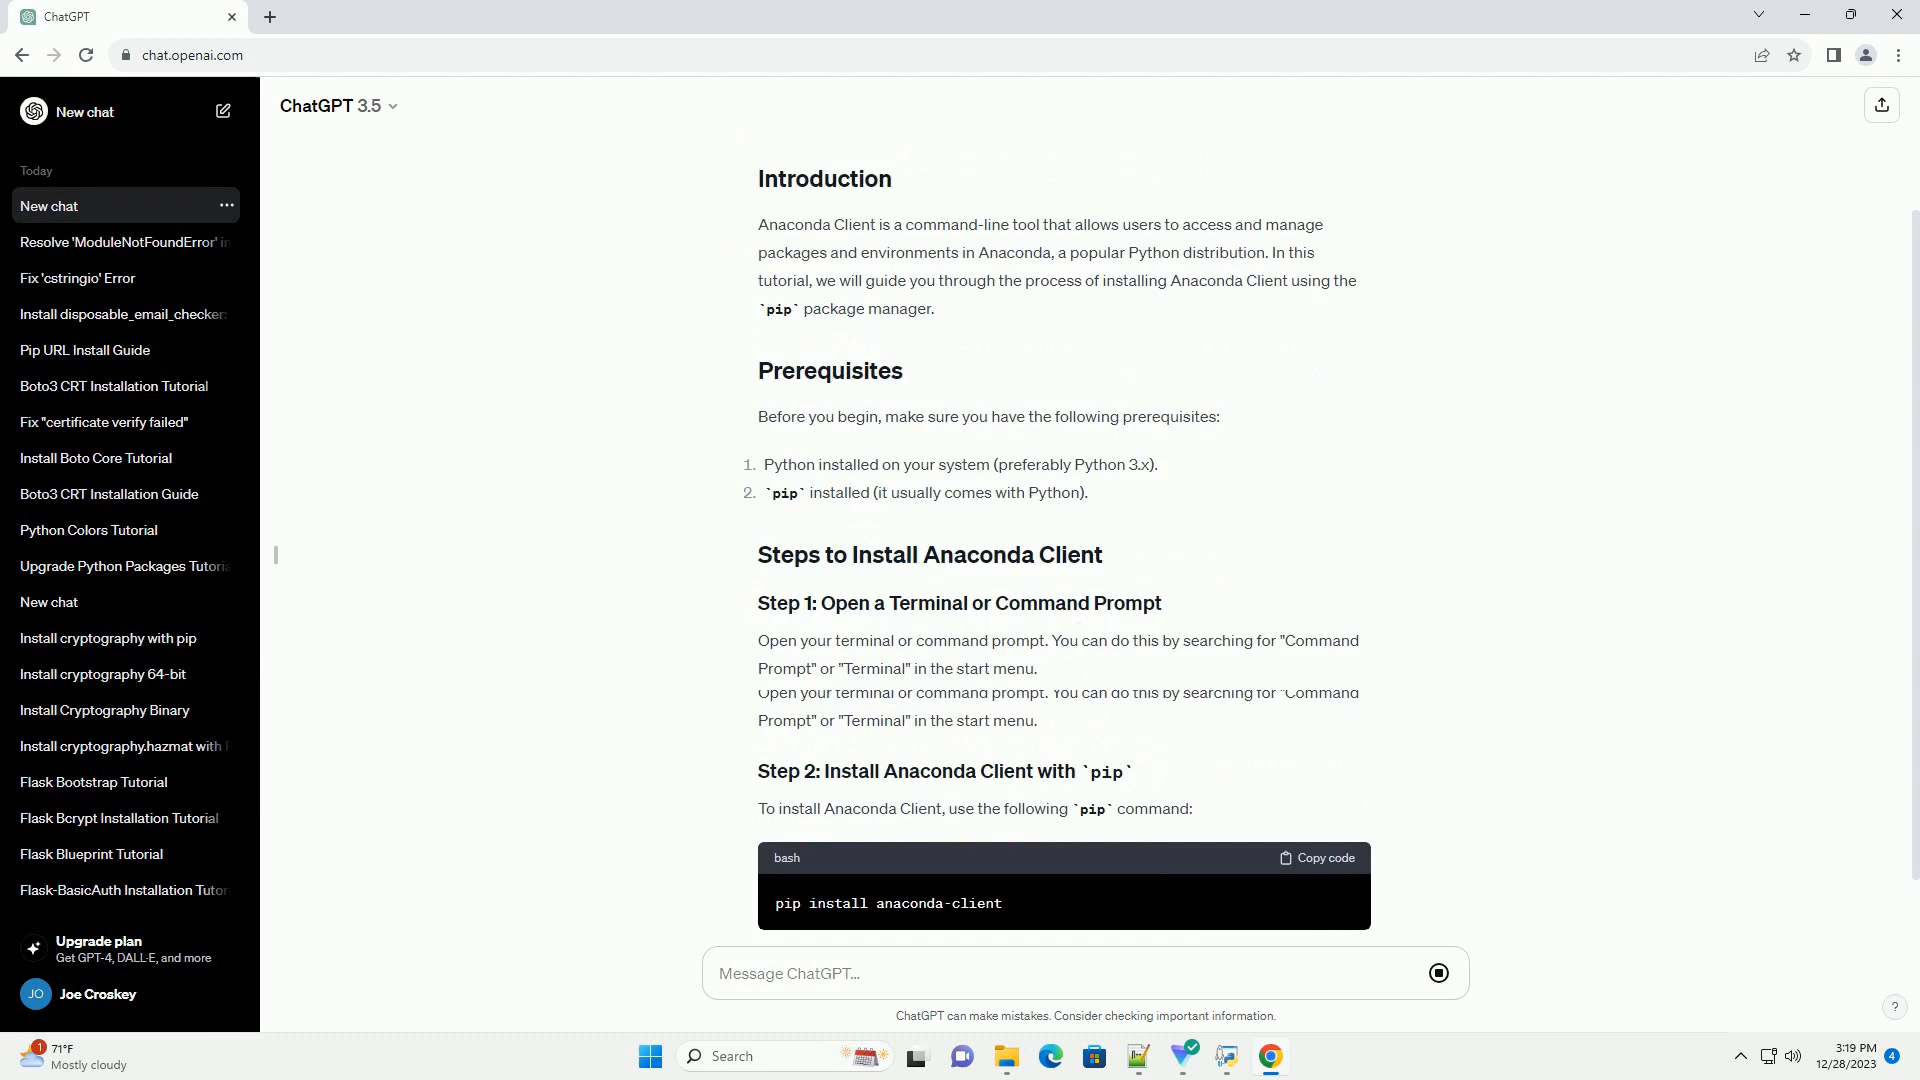 ChatGPT
chat.openai.com
New chat
Today
New chat
Resolve 'ModuleNotFoundError' in
Fix 'cstringio' Error
Install disposable_email_checker:
Pip URL Install Guide
Boto3 CRT Installation Tutorial
Fix "certificate verify failed"
Install Boto Core Tutorial
Boto3 CRT Installation Guide
Python Colors Tutorial
Upgrade Python Packages Tutoria
New chat
Install cryptography with pip
Install cryptography 64-bit
Install Cryptography Binary
Install cryptography.hazmat with P
Flask Bootstrap Tutorial
Flask Bcrypt Installation Tutorial
Flask Blueprint Tutorial
Flask-BasicAuth Installation Tutor
Upgrade plan
Get GPT-4, DALL·E, and more
JO Joe Croskey
ChatGPT 3.5
Introduction
Anaconda Client is a command-line tool that allows users to access and manage
packages and environments in Anaconda, a popular Python distribution. In this
tutorial, we will guide you through the process of installing Anaconda Client using the
`pip` package manager.
Prerequisites
Before you begin, make sure you have the following prerequisites:
1. Python installed on your system (preferably Python 3.x).
2. `pip` installed (it usually comes with Python).
Steps to Install Anaconda Client
Step 1: Open a Terminal or Command Prompt
Open your terminal or command prompt. You can do this by searching for "Command
Prompt" or "Terminal" in the start menu.
Open your terminal or command prompt. You can do this by searching for "Command
Prompt" or "Terminal" in the start menu.
Step 2: Install Anaconda Client with `pip`
To install Anaconda Client, use the following `pip` command:
bash Copy code
pip install anaconda-client
Message ChatGPT...
ChatGPT can make mistakes. Consider checking important information.
?
1 71°F
Mostly cloudy
Search
3:19 PM
12/28/2023
4